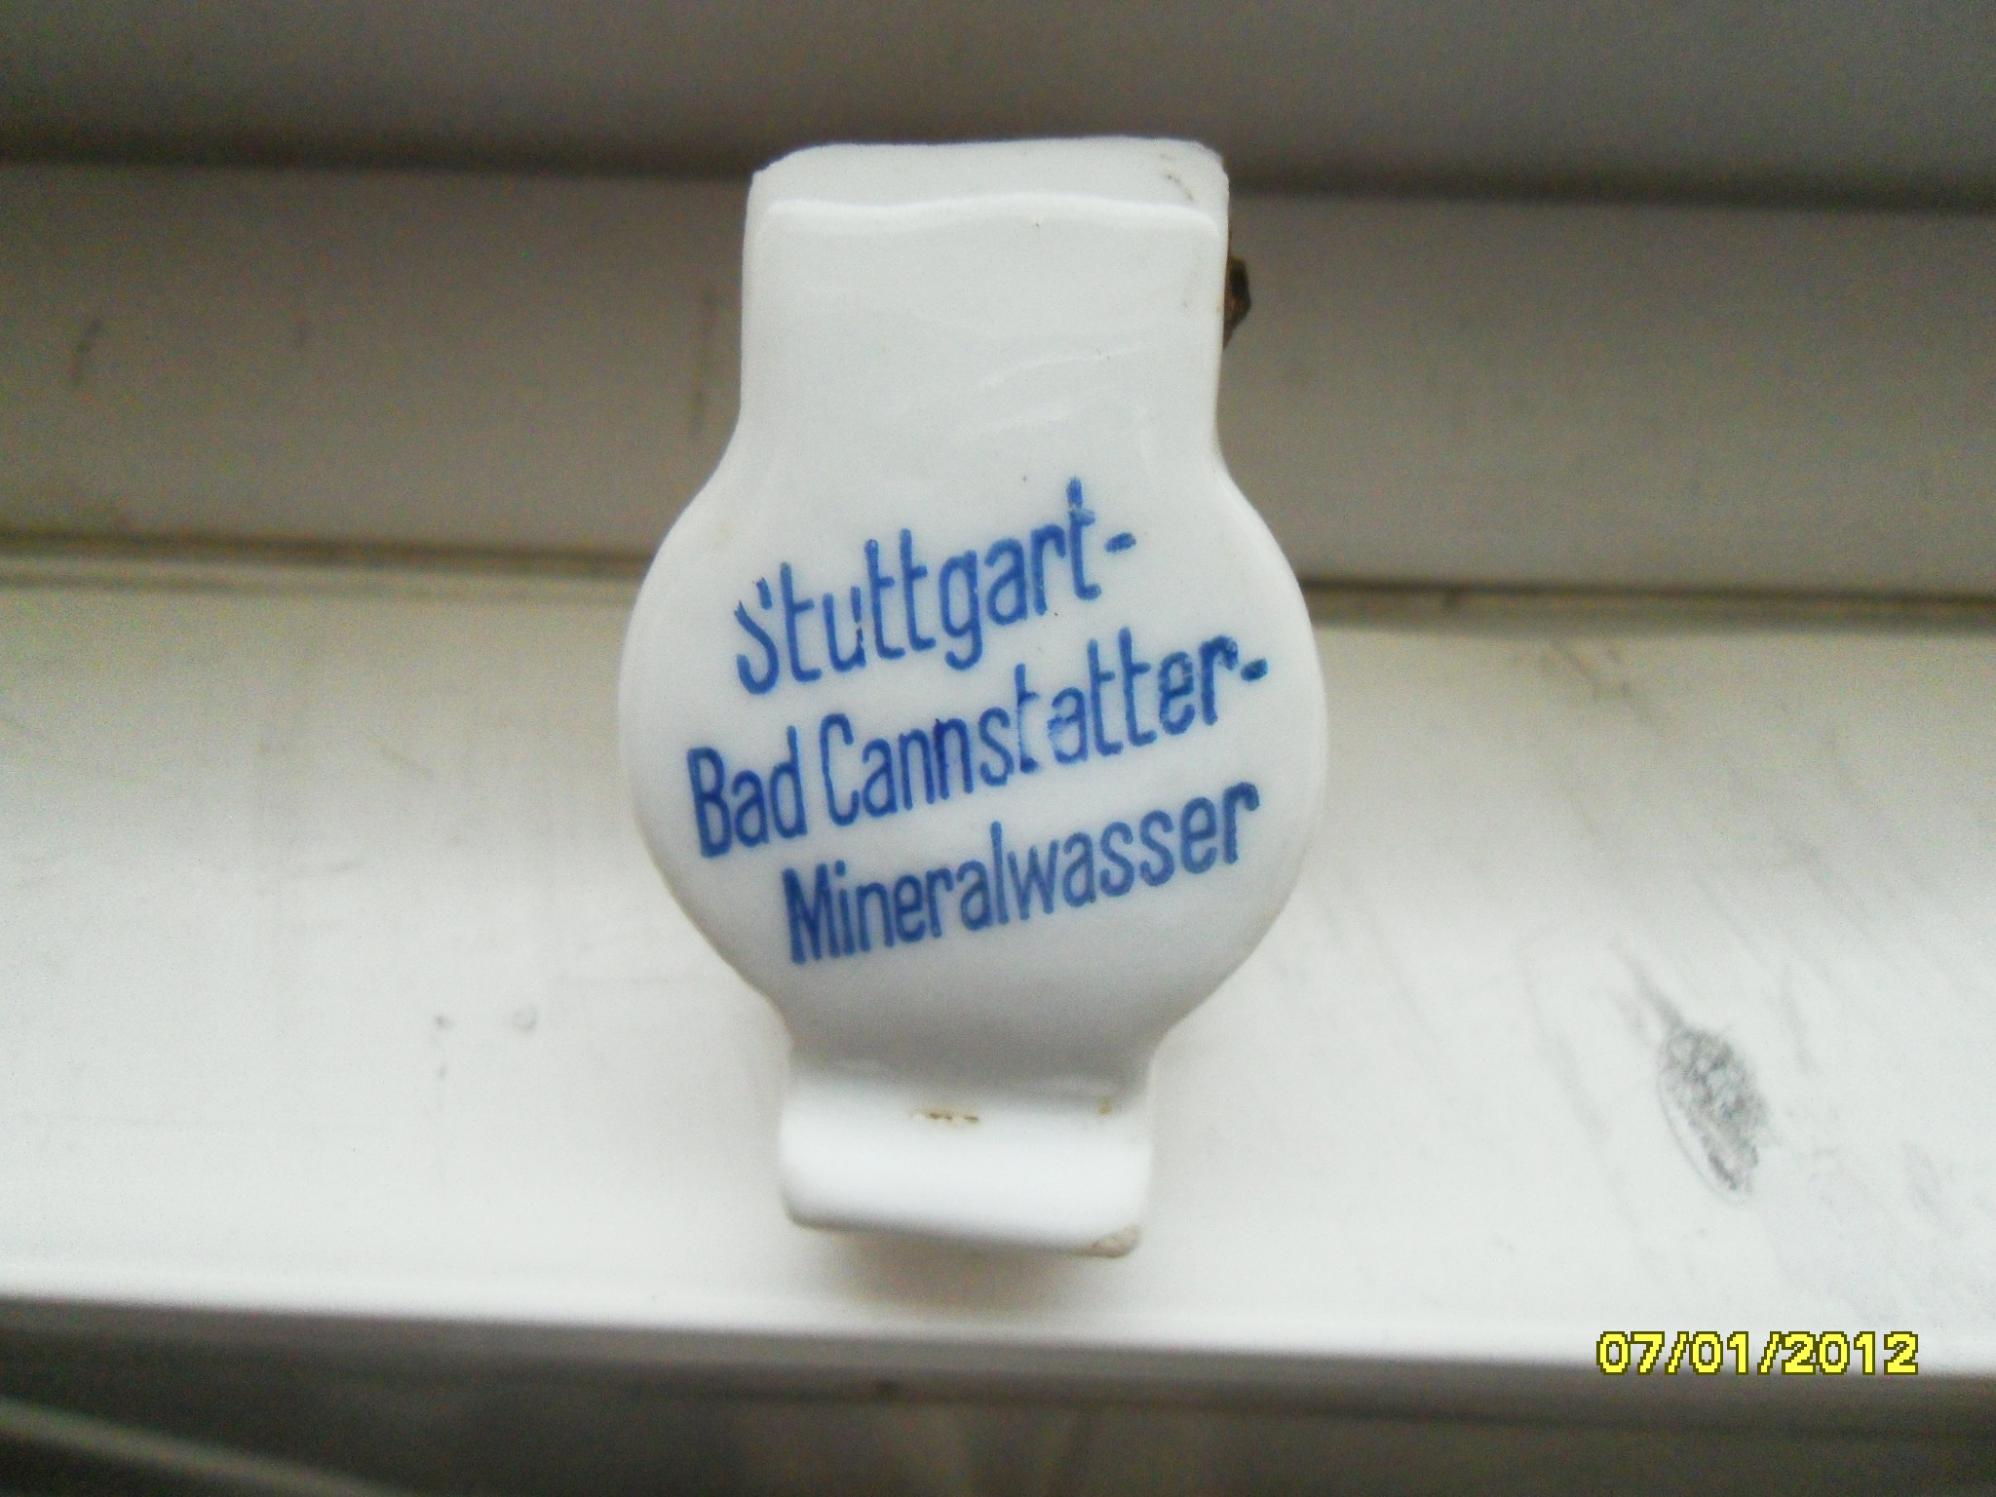 Stuttgart-
Bad Cannstatter-
Mineralwasser
07/01/2012